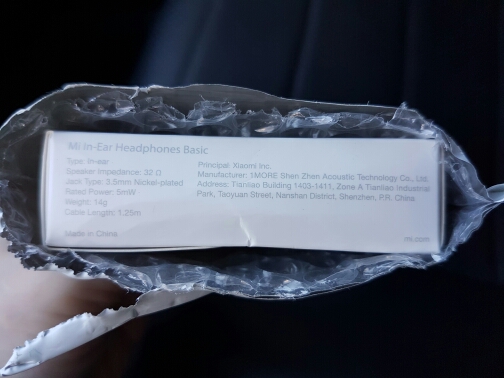 Mi In-Ear Headphones Basic
Type: In-ear
Speaker impedance: 32 Ω
Jack Type: 3.5mm Nickel-plated
Rated Power: 5mW
Weight: 14g
Cable Length: 1.25m
Made in China
Principal: Xiaomi Inc.
Manufacturer: 1MORE Shen Zhen Acoustic Technology Co., Ltd.
Address: Tianliao Building 1403-1411, Zone A Tianliao Industrial
Park, Taoyuan Street, Nanshan District, Shenzhen, P.R. China
mi.com